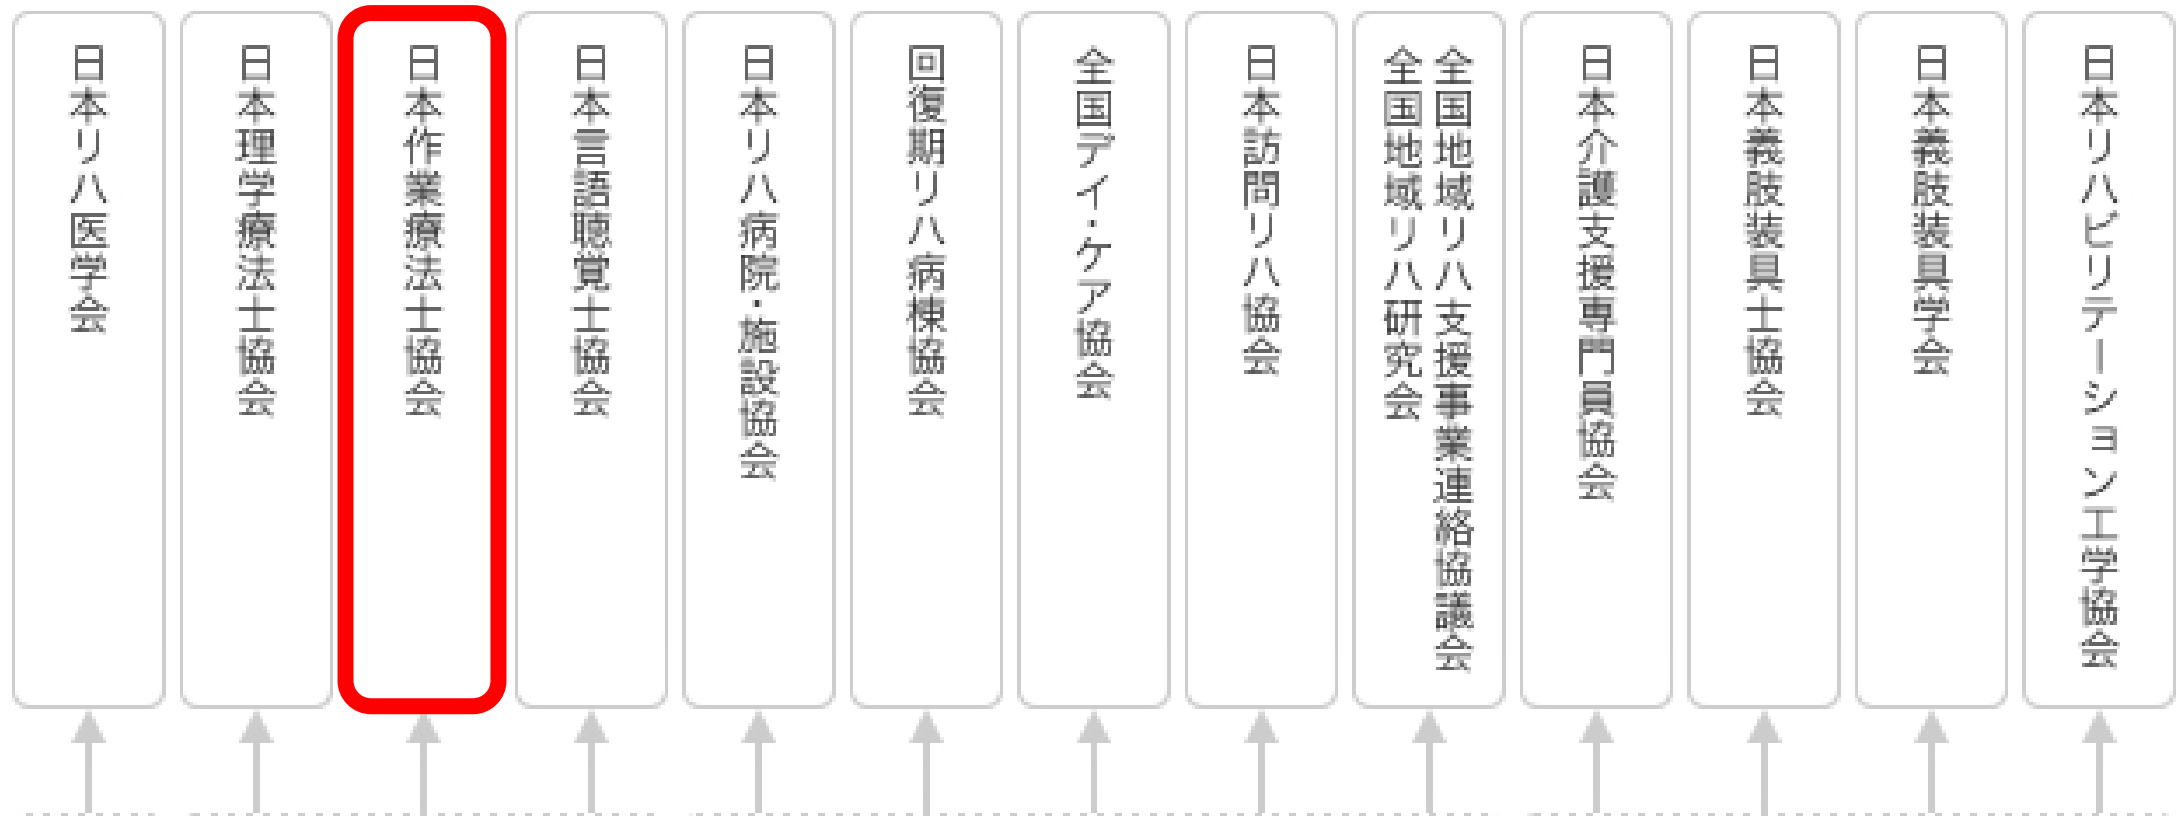 日本リハ医学会
日本理学療法士協会
日本作業療法士協会
日本言語聴覚士協会
日本リハ病院・施設協会
回復期リハ病棟協会
全国デイ・ケア協会
日本訪問リハ協会
全国地域リハ支援事業連絡協議会
全国地域リハ研究会
日本介護支援専門員協会
日本義肢装具士協会
日本義肢装具学会
日本リハビリテーション工学協会